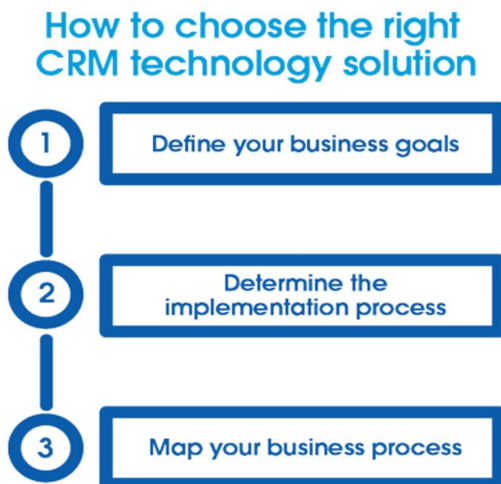 How to choose the right
CRM technology solution
1
Define your business goals
2
Determine the
implementation process
3
Map your business process